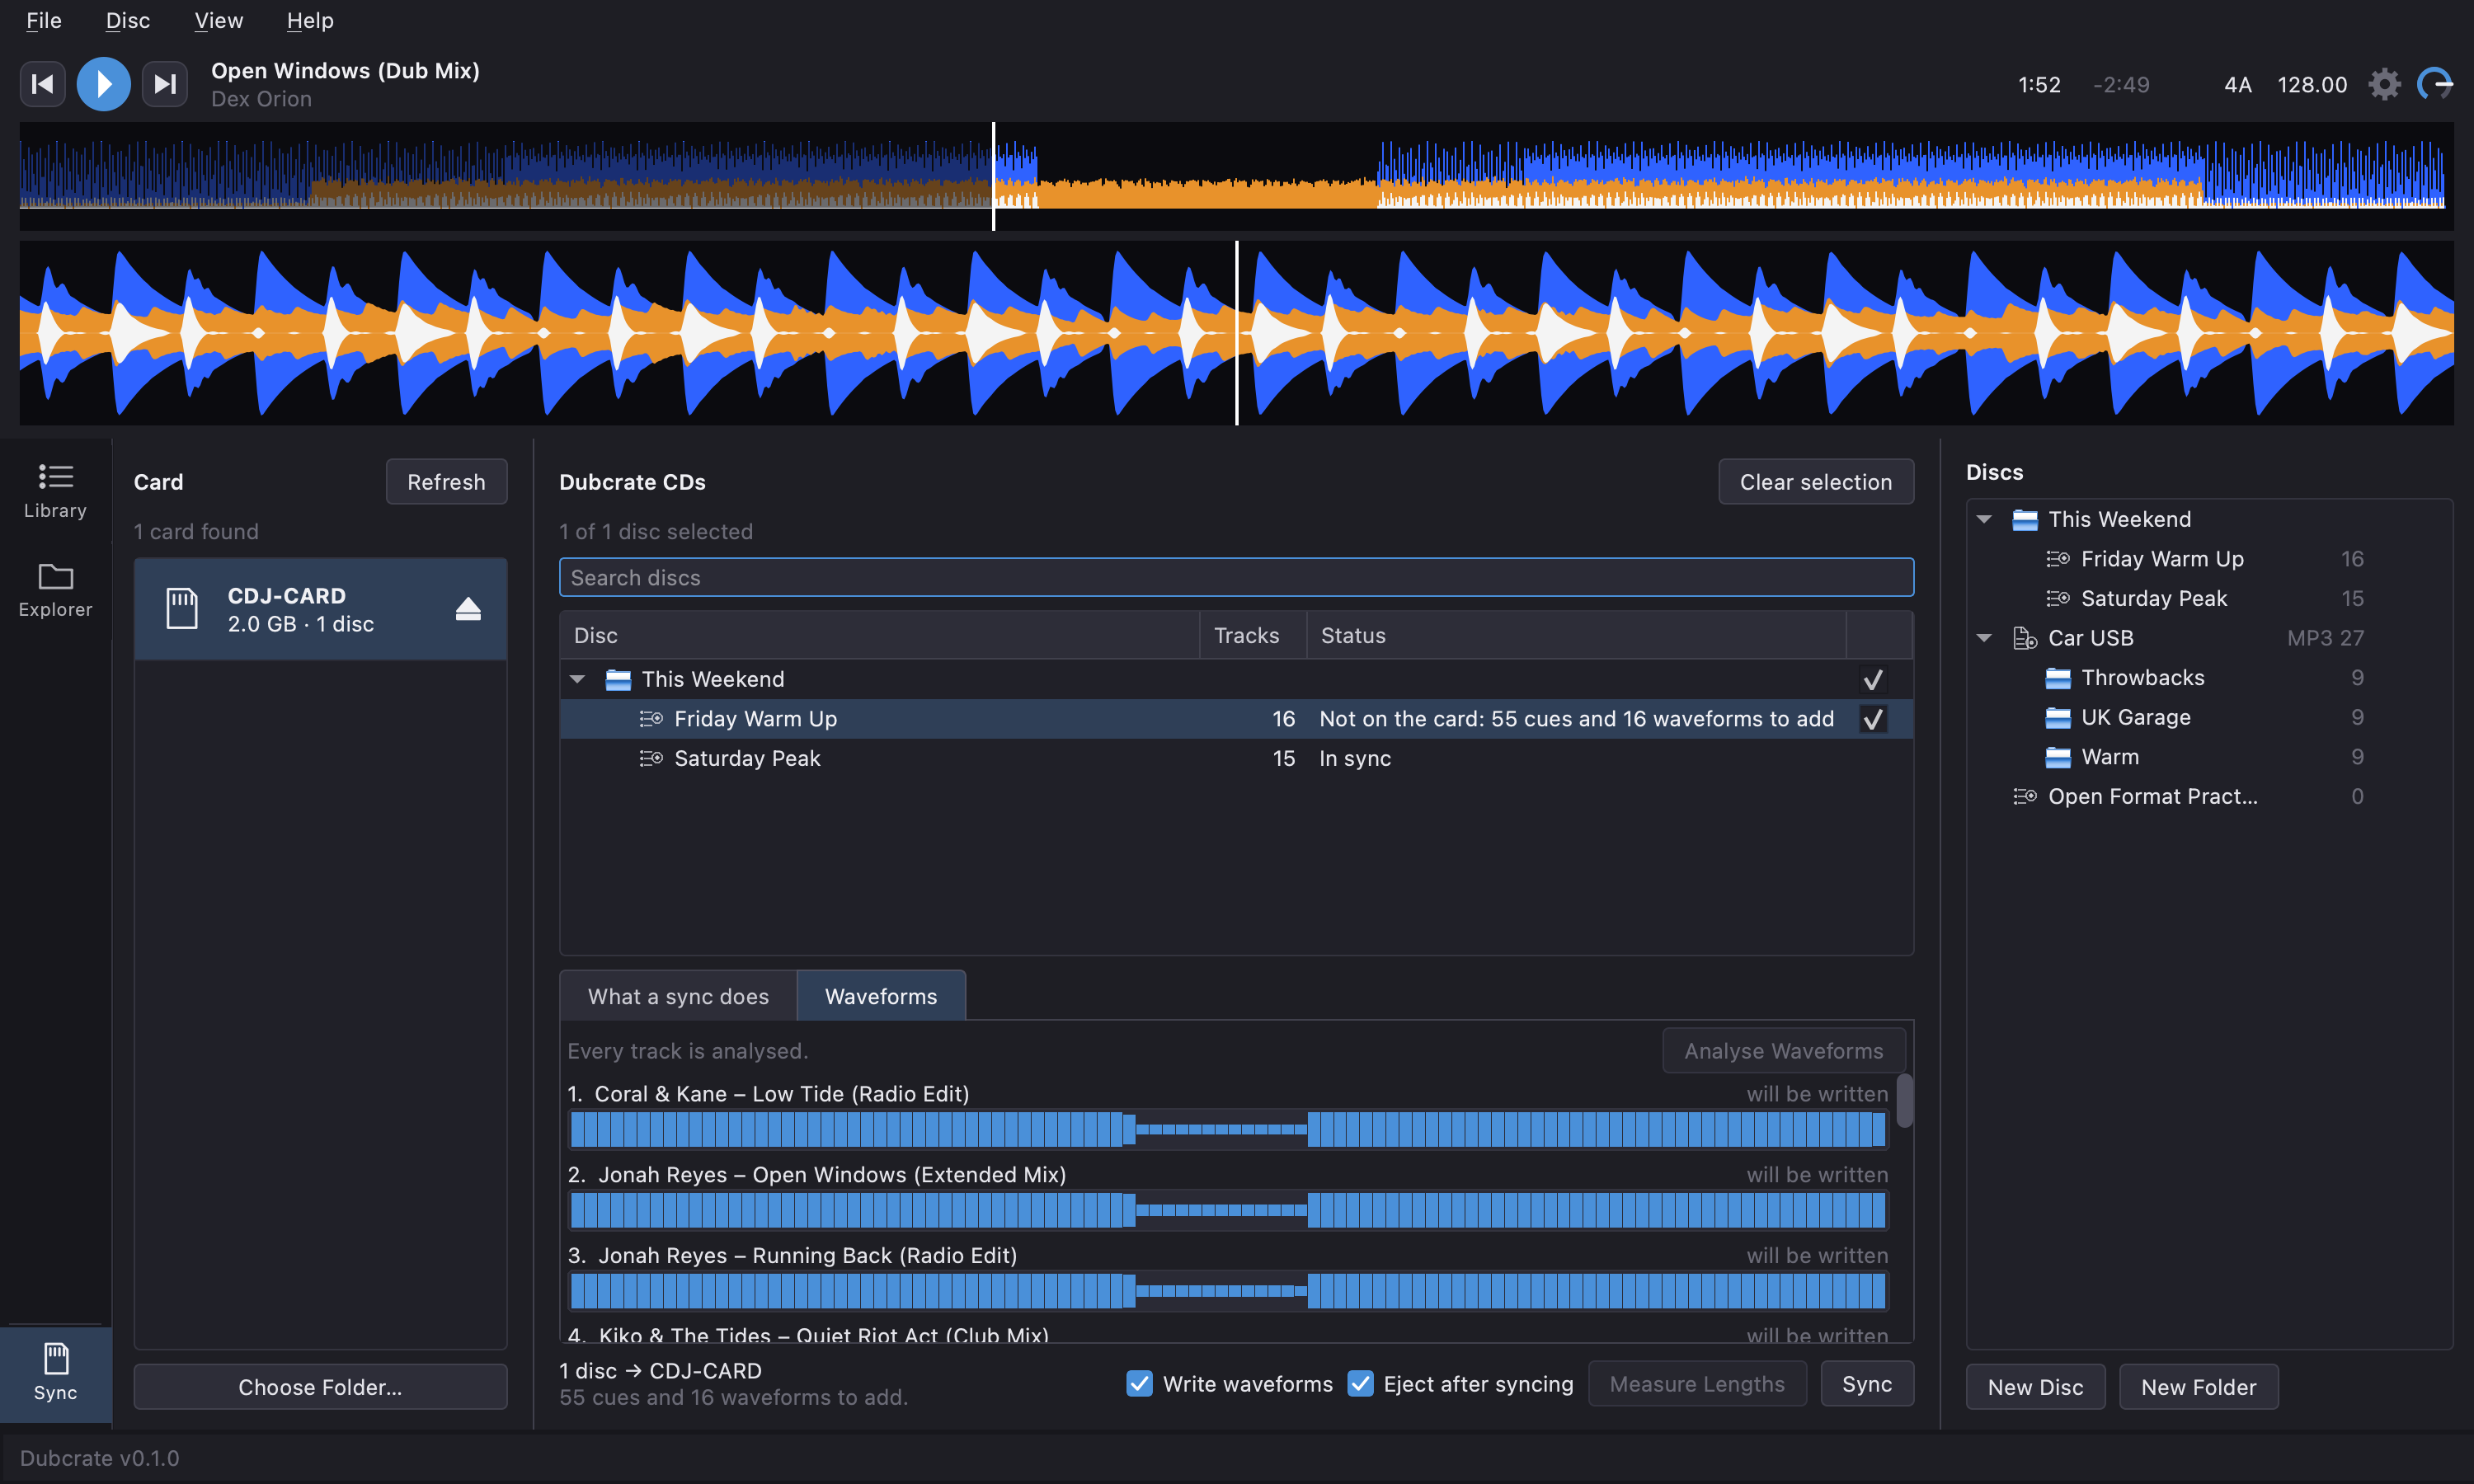 File Disc View Help
Open Windows (Dub Mix)
Dex Orion
1:52 -2:49 4A 128.00
Library
Explorer
Sync
Card Refresh
1 card found
CDJ-CARD
2.0 GB · 1 disc
Choose Folder...
Dubcrate CDs Clear selection
1 of 1 disc selected
Search discs
Disc Tracks Status
This Weekend
Friday Warm Up 16 Not on the card: 55 cues and 16 waveforms to add
Saturday Peak 15 In sync
What a sync does Waveforms
Every track is analysed. Analyse Waveforms
1. Coral & Kane – Low Tide (Radio Edit) will be written
2. Jonah Reyes – Open Windows (Extended Mix) will be written
3. Jonah Reyes – Running Back (Radio Edit) will be written
4. Kiko & The Tides – Quiet Riot Act (Club Mix) will be written
1 disc → CDJ-CARD
55 cues and 16 waveforms to add.
Write waveforms Eject after syncing Measure Lengths Sync
Discs
This Weekend
Friday Warm Up 16
Saturday Peak 15
Car USB MP3 27
Throwbacks 9
UK Garage 9
Warm 9
Open Format Pract... 0
New Disc New Folder
Dubcrate v0.1.0